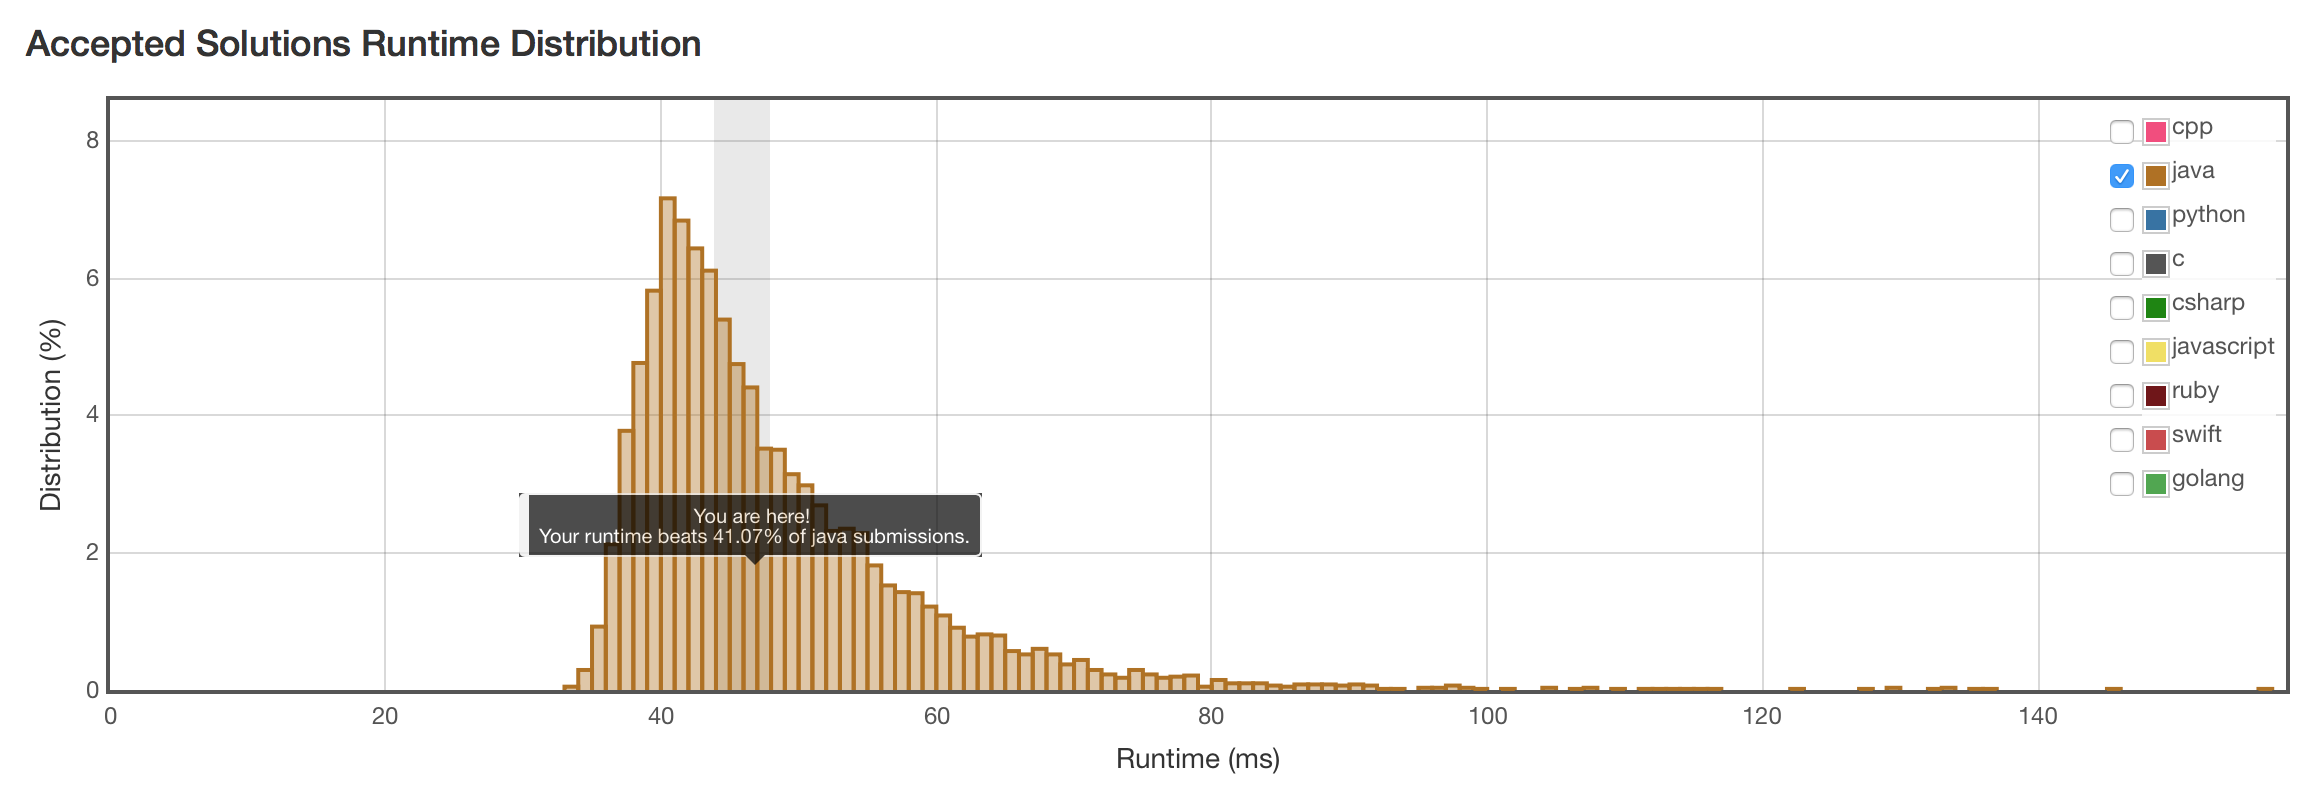 Accepted Solutions Runtime Distribution
8
6
4
2
0
Distribution (%)
You are here!
Your runtime beats 41.07% of java submissions.
cpp
java
python
c
csharp
javascript
ruby
swift
golang
0 20 40 60 80 100 120 140
Runtime (ms)